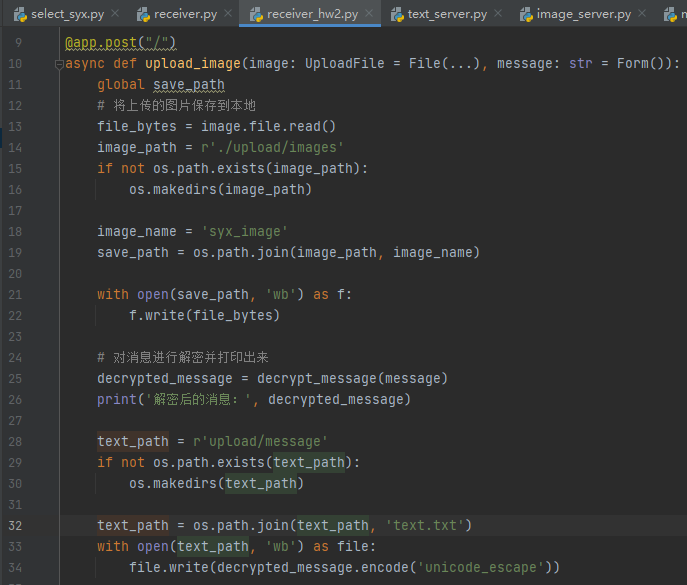 select_syx.py receiver.py receiver_hw2.py text_server.py image_server.py
9 @app.post("/")
10 async def upload_image(image: UploadFile = File(...), message: str = Form()):
11 global save_path
12 # 将上传的图片保存到本地
13 file_bytes = image.file.read()
14 image_path = r'./upload/images'
15 if not os.path.exists(image_path):
16 os.makedirs(image_path)
17
18 image_name = 'syx_image'
19 save_path = os.path.join(image_path, image_name)
20
21 with open(save_path, 'wb') as f:
22 f.write(file_bytes)
23
24 # 对消息进行解密并打印出来
25 decrypted_message = decrypt_message(message)
26 print('解密后的消息：', decrypted_message)
27
28 text_path = r'upload/message'
29 if not os.path.exists(text_path):
30 os.makedirs(text_path)
31
32 text_path = os.path.join(text_path, 'text.txt')
33 with open(text_path, 'wb') as file:
34 file.write(decrypted_message.encode('unicode_escape'))